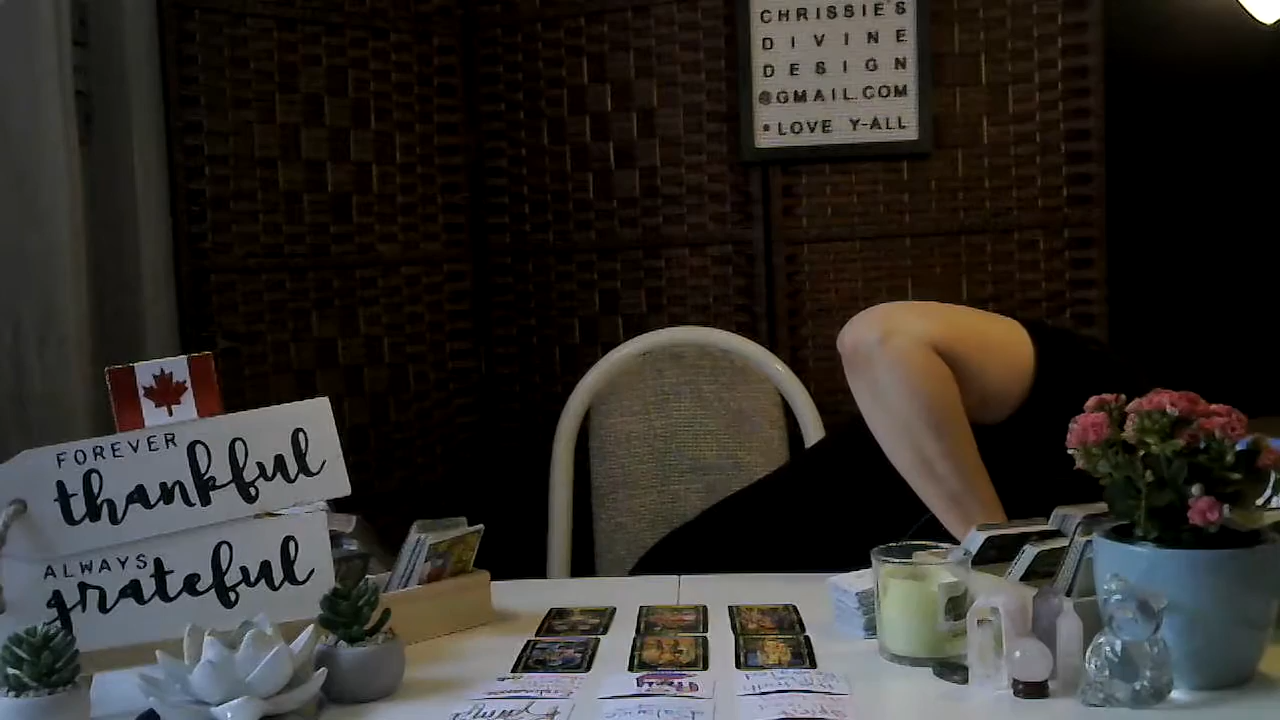 CHRISSIE'S
DIVINE
DESIGN
@GMAIL.COM
*LOVE Y-ALL
FOREVER
thankful
ALWAYS
grateful